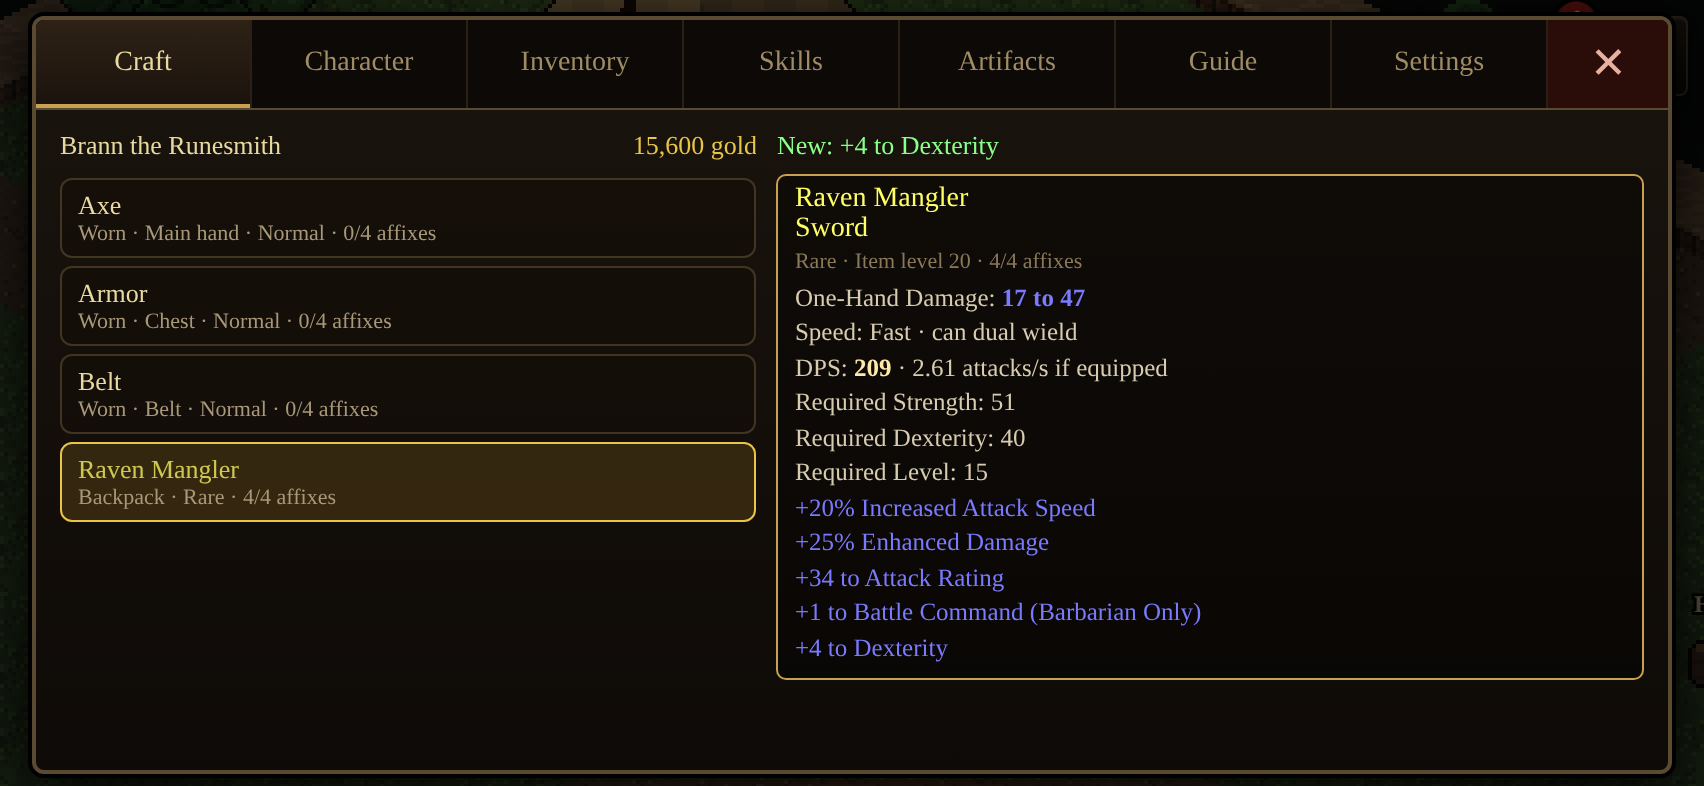 Craft
Character
Inventory
Skills
Artifacts
Guide
Settings
✕
Brann the Runesmith
15,600 gold
Axe
Worn · Main hand · Normal · 0/4 affixes
Armor
Worn · Chest · Normal · 0/4 affixes
Belt
Worn · Belt · Normal · 0/4 affixes
Raven Mangler
Backpack · Rare · 4/4 affixes
New: +4 to Dexterity
Raven Mangler
Sword
Rare · Item level 20 · 4/4 affixes
One-Hand Damage: 17 to 47
Speed: Fast · can dual wield
DPS: 209 · 2.61 attacks/s if equipped
Required Strength: 51
Required Dexterity: 40
Required Level: 15
+20% Increased Attack Speed
+25% Enhanced Damage
+34 to Attack Rating
+1 to Battle Command (Barbarian Only)
+4 to Dexterity